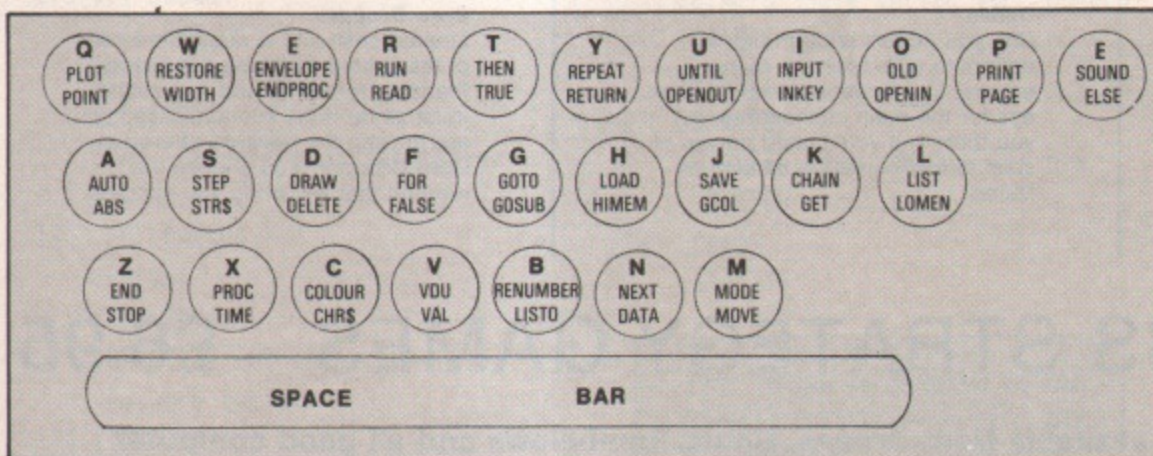 Q W E R T Y U I O P E
PLOT RESTORE ENVELOPE RUN THEN REPEAT UNTIL INPUT OLD PRINT SOUND
POINT WIDTH ENDPROC READ TRUE RETURN OPENOUT INKEY OPENIN PAGE ELSE
A S D F G H J K L
AUTO STEP DRAW FOR GOTO LOAD SAVE CHAIN LIST
ABS STR$ DELETE FALSE GOSUB HIMEM GCOL GET LOMEN
Z X C V B N M
END PROC COLOUR VDU RENUMBER NEXT MODE
STOP TIME CHR$ VAL LISTO DATA MOVE
SPACE BAR